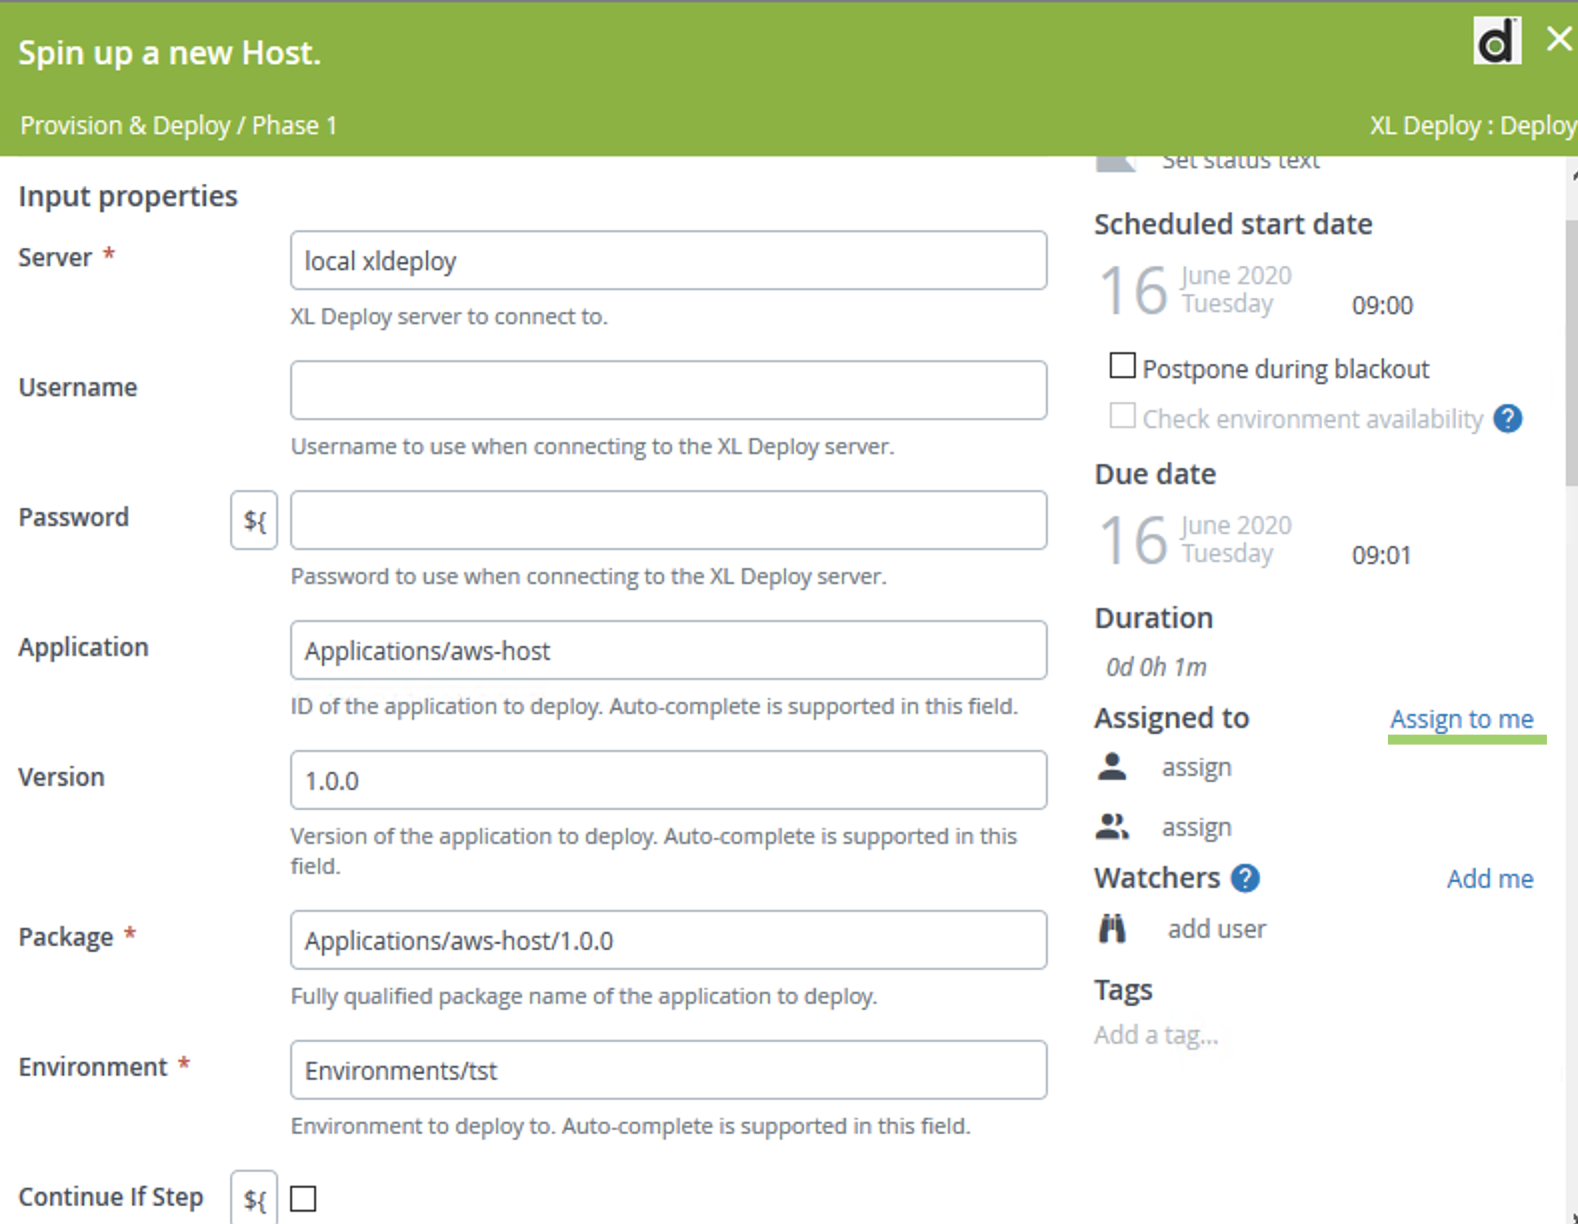 Spin up a new Host.
d
Provision & Deploy / Phase 1
XL Deploy : Deploy
Input properties
Server *
local xldeploy
XL Deploy server to connect to.
Username
Username to use when connecting to the XL Deploy server.
Password
${
Password to use when connecting to the XL Deploy server.
Application
Applications/aws-host
ID of the application to deploy. Auto-complete is supported in this field.
Version
1.0.0
Version of the application to deploy. Auto-complete is supported in this
field.
Package *
Applications/aws-host/1.0.0
Fully qualified package name of the application to deploy.
Environment *
Environments/tst
Environment to deploy to. Auto-complete is supported in this field.
Continue If Step
${
Set status text
Scheduled start date
16
June 2020
Tuesday
09:00
Postpone during blackout
Check environment availability ?
Due date
16
June 2020
Tuesday
09:01
Duration
0d 0h 1m
Assigned to
Assign to me
assign
assign
Watchers ?
Add me
add user
Tags
Add a tag...